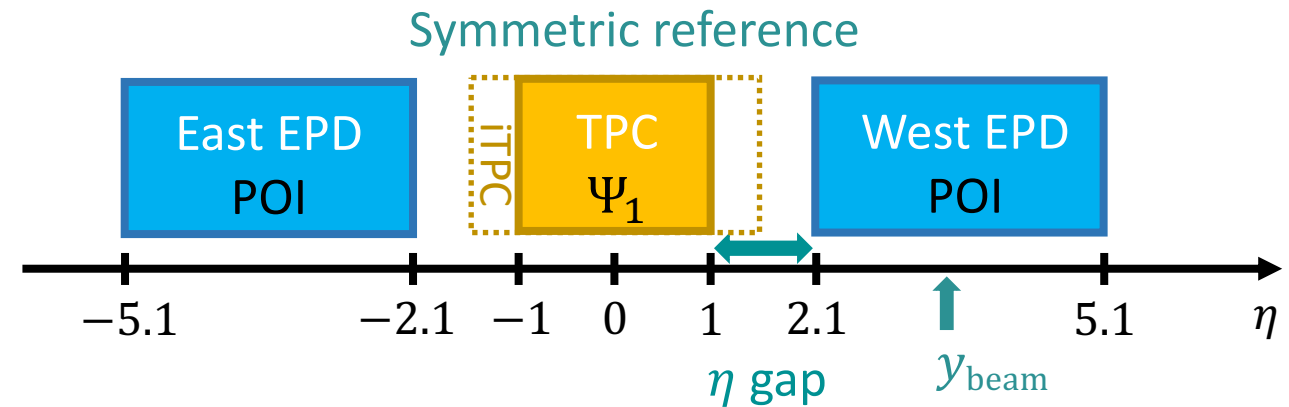 Symmetric reference
East EPD
POI
iTPC
TPC
Ψ₁
West EPD
POI
−5.1
−2.1
−1
0
1
2.1
5.1
η
η gap
y_beam